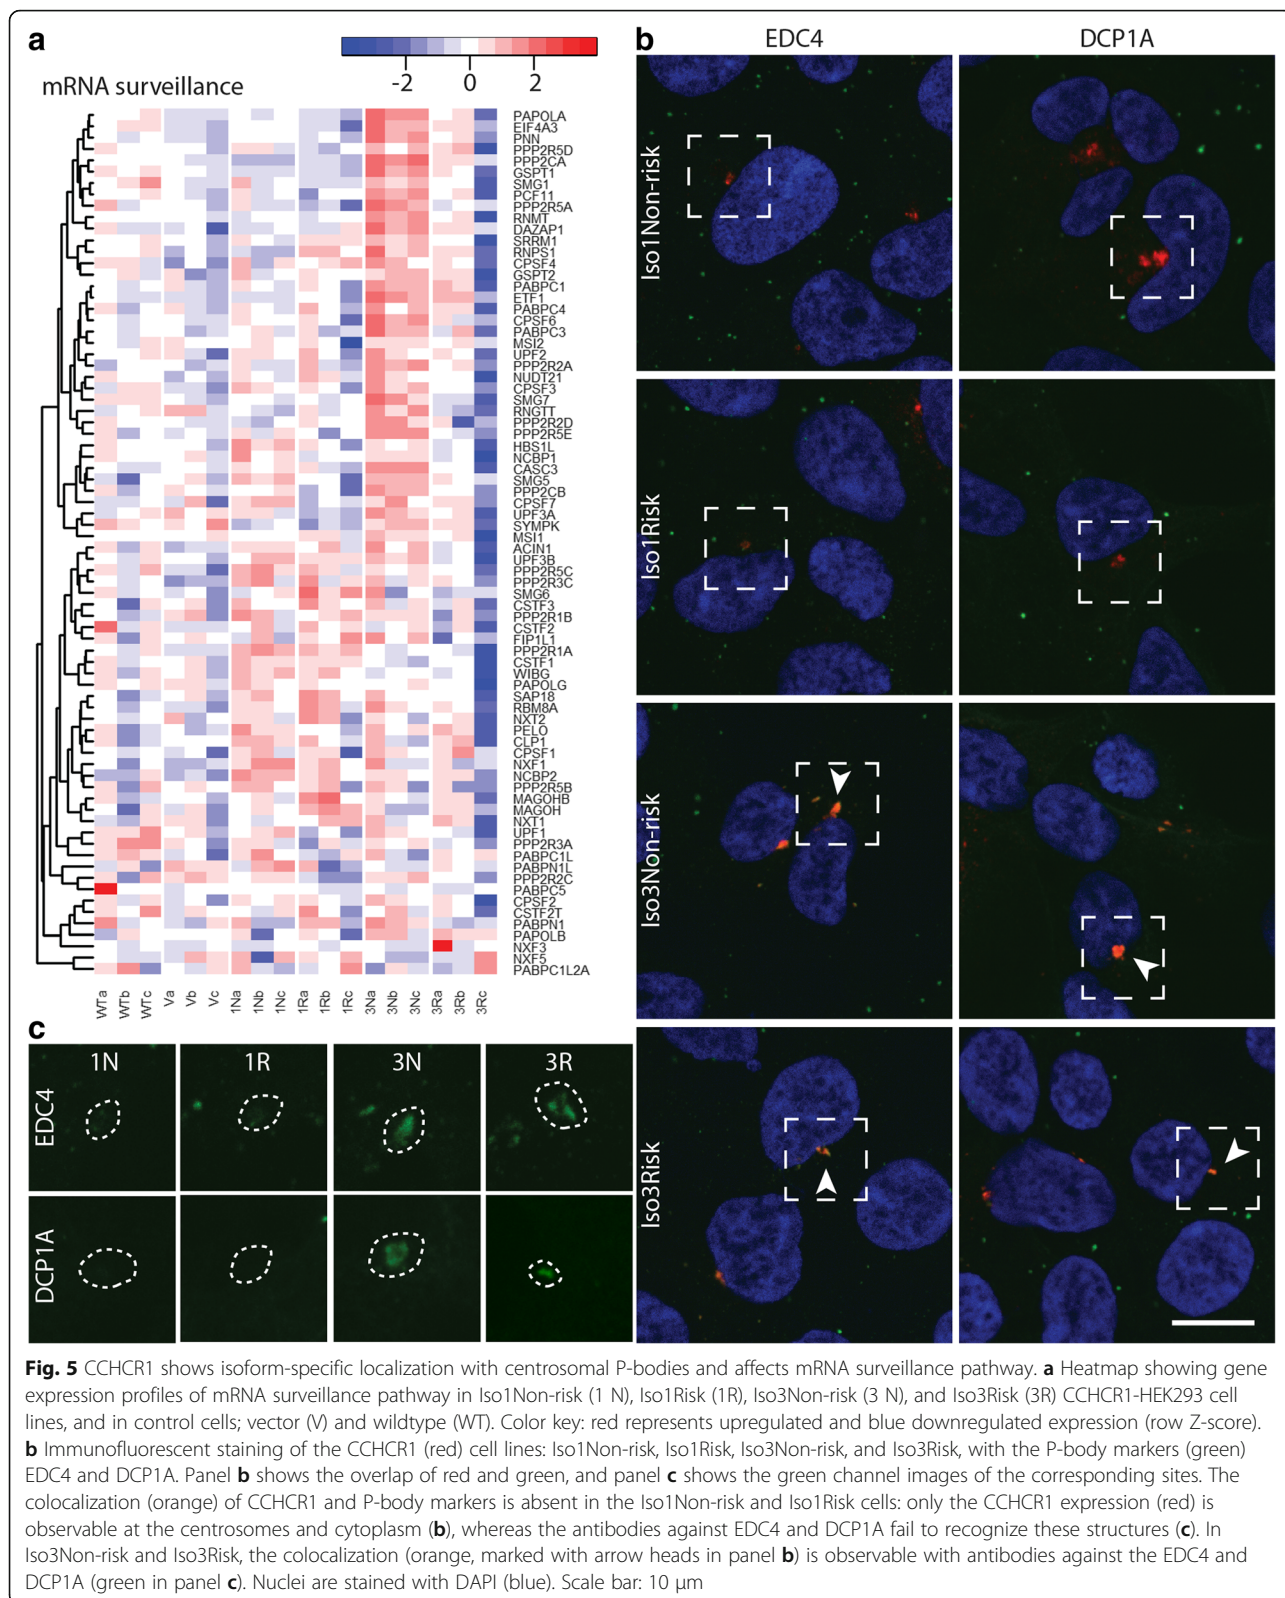 a
-2 0 2
mRNA surveillance
PAPOLA
EIF4A3
PNN
PPP2R5D
PPP2CA
GSPT1
SMG1
PCF11
PPP2R5A
RNMT
DAZAP1
SRRM1
RNPS1
CPSF4
GSPT2
PABPC1
ETF1
PABPC4
CPSF6
PABPC3
MSI2
UPF2
PPP2R2A
NUDT21
CPSF3
SMG7
RNGTT
PPP2R2D
PPP2R5E
HBS1L
NCBP1
CASC3
SMG5
PPP2CB
CPSF7
UPF3A
SYMPK
MSI1
ACIN1
UPF3B
PPP2R5C
PPP2R3C
SMG6
CSTF3
PPP2R1B
CSTF2
FIP1L1
PPP2R1A
CSTF1
WIBG
PAPOLG
SAP18
RBM8A
NXT2
PELO
CLP1
CPSF1
NXF1
NCBP2
PPP2R5B
MAGOHB
MAGOH
NXT1
UPF1
PPP2R3A
PABPC1L
PABPN1L
PPP2R2C
PABPC5
CPSF2
CSTF2T
PABPN1
PAPOLB
NXF3
NXF5
PABPC1L2A
WTa WTb WTc Va Vb Vc 1Na 1Nb 1Nc 1Ra 1Rb 1Rc 3Na 3Nb 3Nc 3Ra 3Rb 3Rc
b
EDC4 DCP1A
Iso1Non-risk
Iso1Risk
Iso3Non-risk
Iso3Risk
c
1N 1R 3N 3R
EDC4
DCP1A
Fig. 5 CCHCR1 shows isoform-specific localization with centrosomal P-bodies and affects mRNA surveillance pathway. a Heatmap showing gene
expression profiles of mRNA surveillance pathway in Iso1Non-risk (1 N), Iso1Risk (1R), Iso3Non-risk (3 N), and Iso3Risk (3R) CCHCR1-HEK293 cell
lines, and in control cells; vector (V) and wildtype (WT). Color key: red represents upregulated and blue downregulated expression (row Z-score).
b Immunofluorescent staining of the CCHCR1 (red) cell lines: Iso1Non-risk, Iso1Risk, Iso3Non-risk, and Iso3Risk, with the P-body markers (green)
EDC4 and DCP1A. Panel b shows the overlap of red and green, and panel c shows the green channel images of the corresponding sites. The
colocalization (orange) of CCHCR1 and P-body markers is absent in the Iso1Non-risk and Iso1Risk cells: only the CCHCR1 expression (red) is
observable at the centrosomes and cytoplasm (b), whereas the antibodies against EDC4 and DCP1A fail to recognize these structures (c). In
Iso3Non-risk and Iso3Risk, the colocalization (orange, marked with arrow heads in panel b) is observable with antibodies against the EDC4 and
DCP1A (green in panel c). Nuclei are stained with DAPI (blue). Scale bar: 10 μm